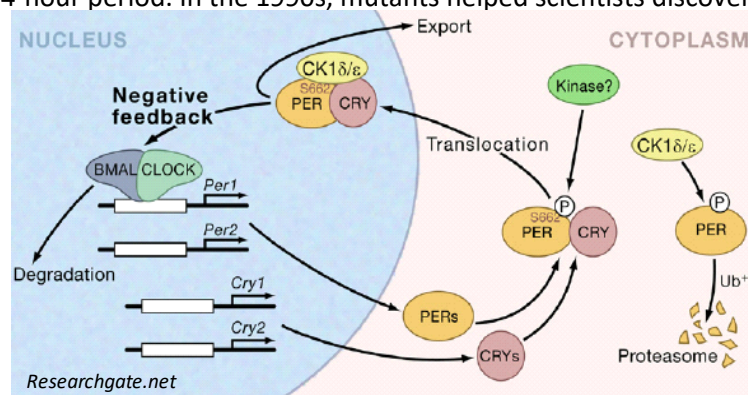 4-hour period. In the 1990s, mutants helped scientists discover
NUCLEUS
Export
CYTOPLASM
CK1δ/ε
S662
PER
CRY
Kinase?
Negative
feedback
Translocation
CK1δ/ε
BMAL
CLOCK
Per1
P
S662
PER
CRY
P
PER
Per2
Degradation
Ub⁺
Cry1
PERs
Cry2
CRYs
Proteasome
Researchgate.net